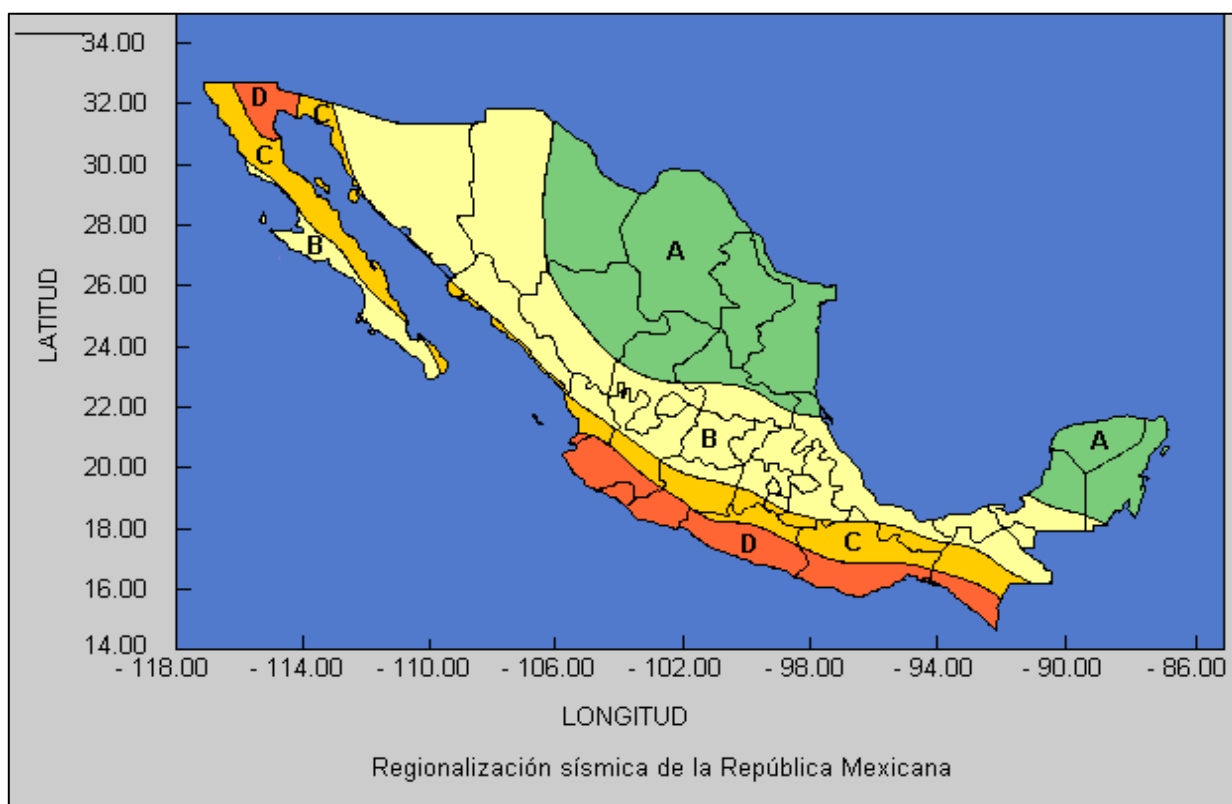 34.00
32.00
30.00
28.00
26.00
24.00
22.00
20.00
18.00
16.00
14.00
LATITUD
D
C
C
B
A
B
A
D
C
- 118.00 - 114.00 - 110.00 - 106.00 - 102.00 - 98.00 - 94.00 - 90.00 - 86.00
LONGITUD
Regionalización sísmica de la República Mexicana